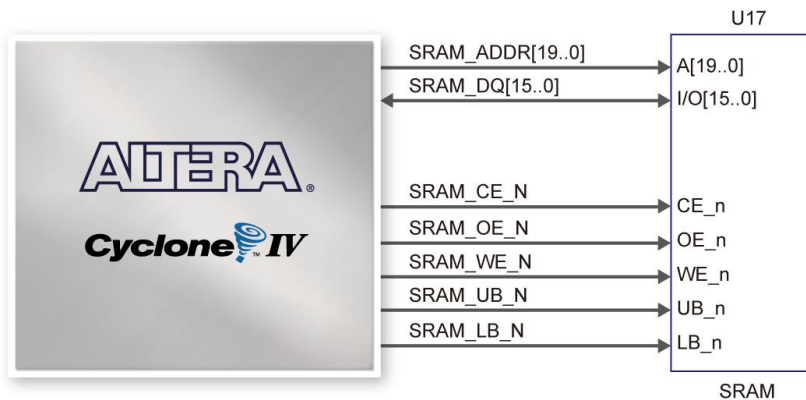 U17
SRAM_ADDR[19..0]
A[19..0]
SRAM_DQ[15..0]
I/O[15..0]
ALTERA®
Cyclone™ IV
SRAM_CE_N
CE_n
SRAM_OE_N
OE_n
SRAM_WE_N
WE_n
SRAM_UB_N
UB_n
SRAM_LB_N
LB_n
SRAM